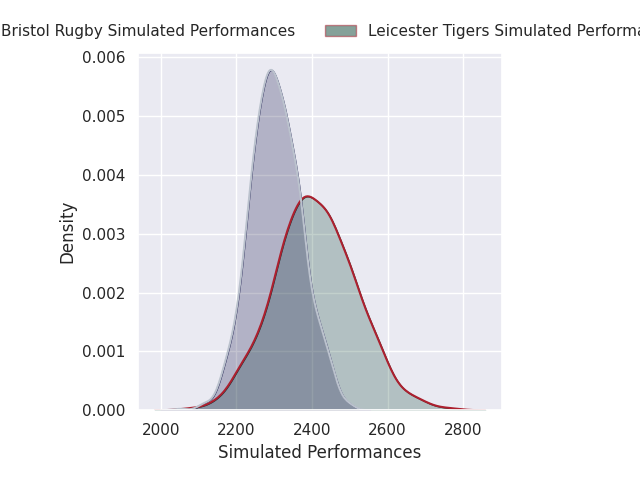 Bristol Rugby Simulated Performances
Leicester Tigers Simulated
0.006
0.005
0.004
0.003
0.002
0.001
0.000
Density
2000 2200 2400 2600 2800
Simulated Performances